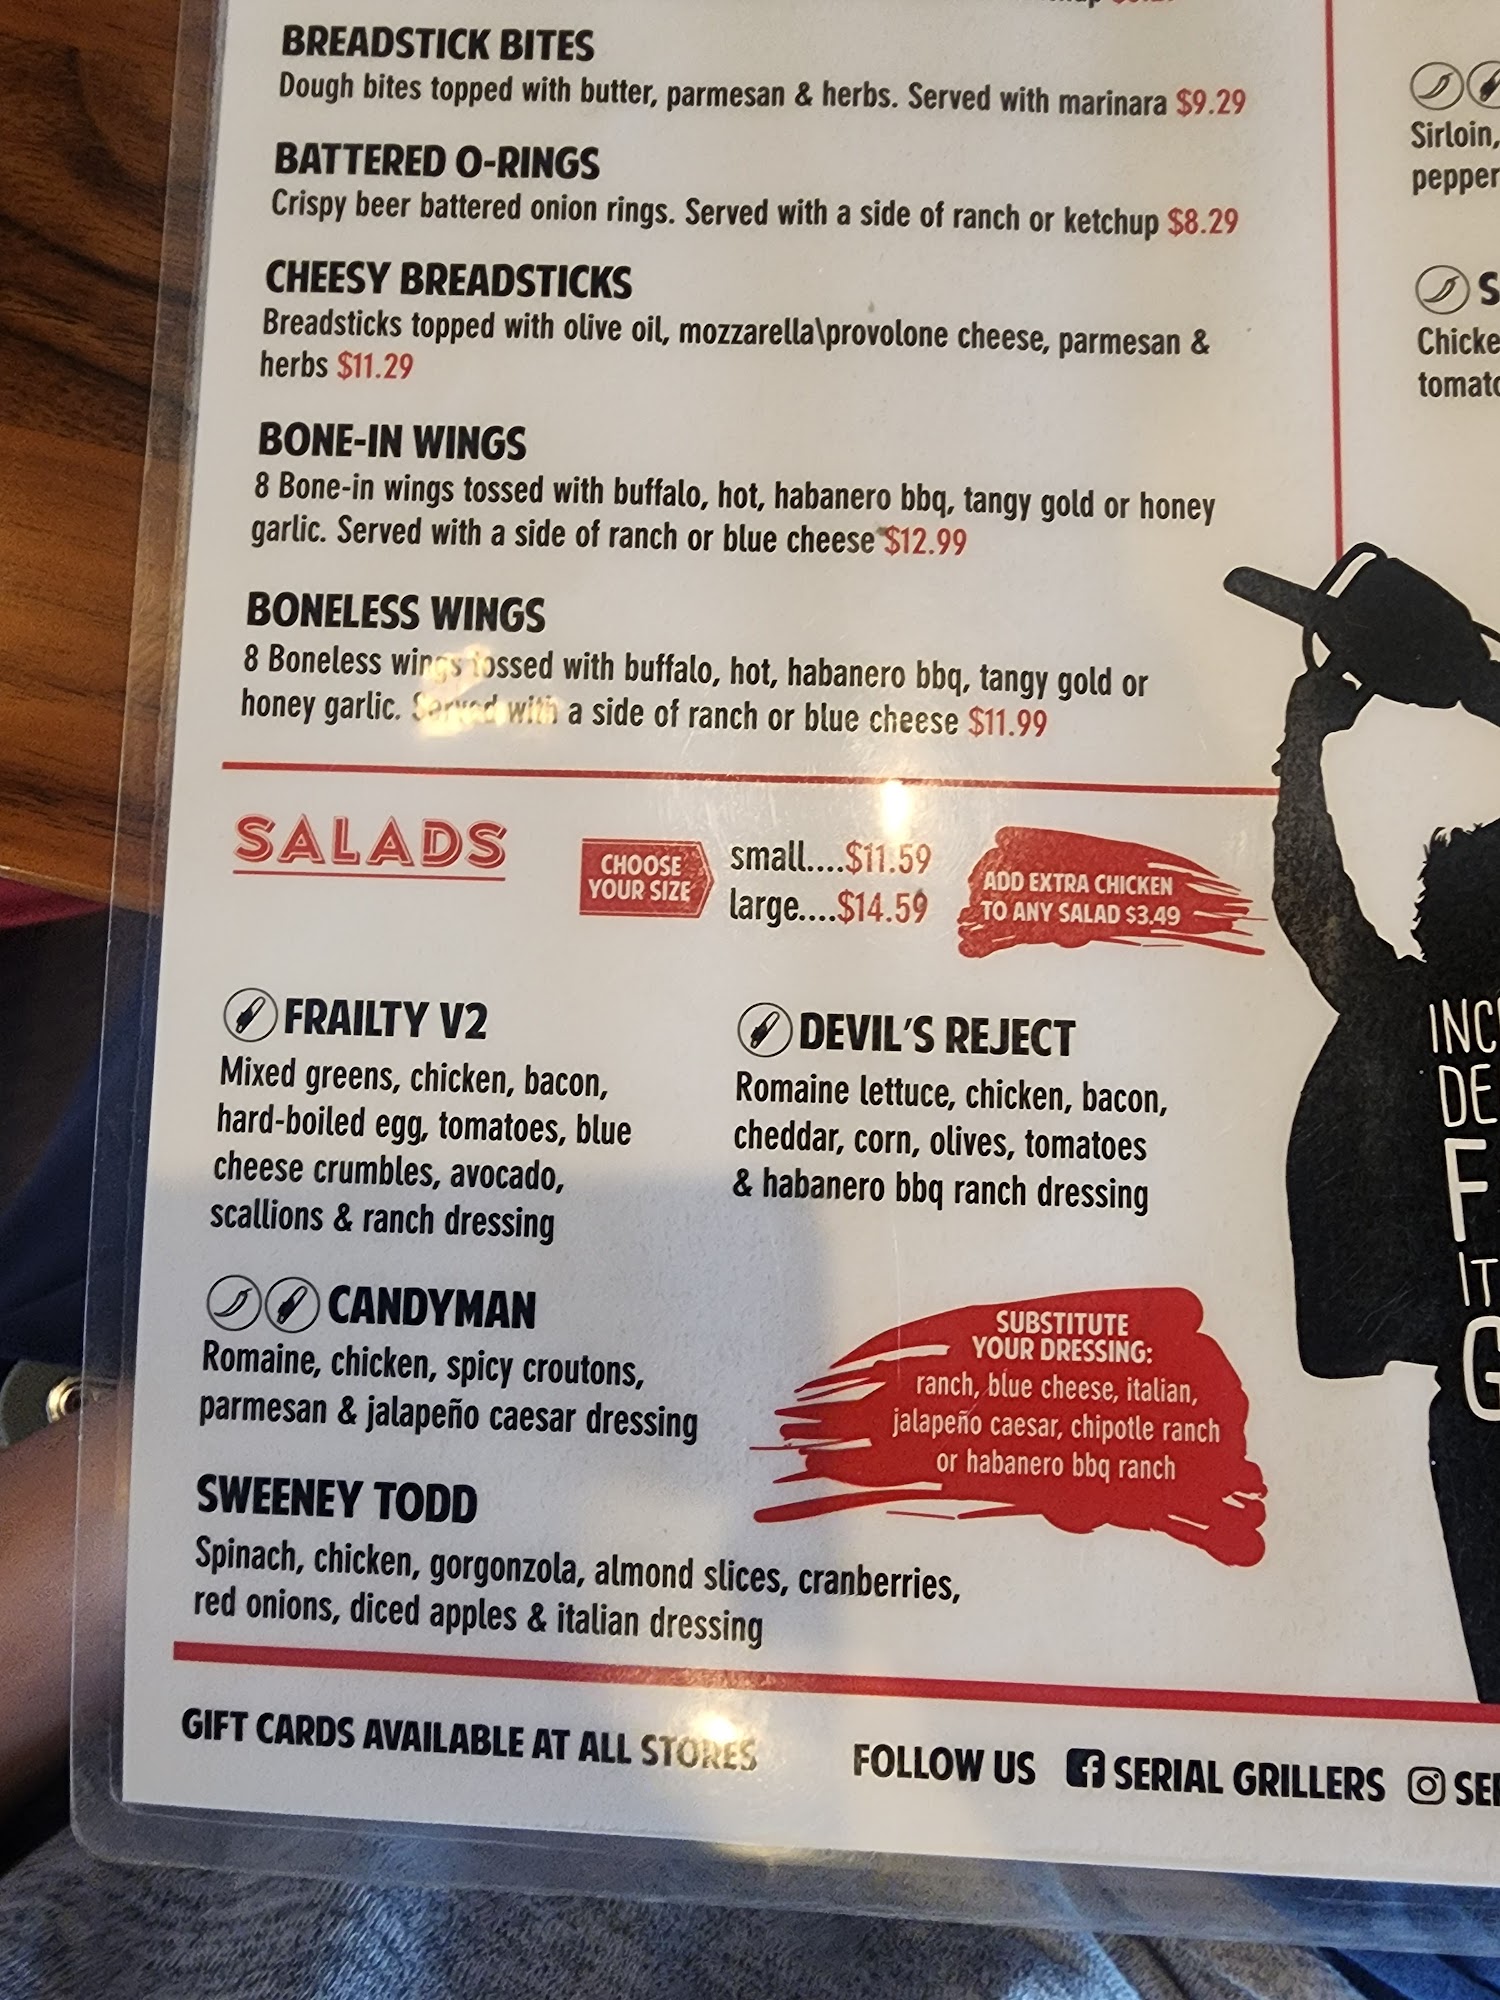 BREADSTICK BITES
Dough bites topped with butter, parmesan & herbs. Served with marinara $9.29
BATTERED O-RINGS
Crispy beer battered onion rings. Served with a side of ranch or ketchup $8.29
CHEESY BREADSTICKS
Breadsticks topped with olive oil, mozzarella\provolone cheese, parmesan &
herbs $11.29
BONE-IN WINGS
8 Bone-in wings tossed with buffalo, hot, habanero bbq, tangy gold or honey
garlic. Served with a side of ranch or blue cheese $12.99
BONELESS WINGS
8 Boneless wings tossed with buffalo, hot, habanero bbq, tangy gold or
honey garlic. Served with a side of ranch or blue cheese $11.99
SALADS
CHOOSE
YOUR SIZE
small....$11.59
large....$14.59
ADD EXTRA CHICKEN
TO ANY SALAD $3.49
FRAILTY V2
Mixed greens, chicken, bacon,
hard-boiled egg, tomatoes, blue
cheese crumbles, avocado,
scallions & ranch dressing
DEVIL'S REJECT
Romaine lettuce, chicken, bacon,
cheddar, corn, olives, tomatoes
& habanero bbq ranch dressing
CANDYMAN
Romaine, chicken, spicy croutons,
parmesan & jalapeño caesar dressing
SUBSTITUTE
YOUR DRESSING:
ranch, blue cheese, italian,
jalapeño caesar, chipotle ranch
or habanero bbq ranch
SWEENEY TODD
Spinach, chicken, gorgonzola, almond slices, cranberries,
red onions, diced apples & italian dressing
GIFT CARDS AVAILABLE AT ALL STORES
FOLLOW US SERIAL GRILLERS
Sirloin,
pepper
S
Chicke
tomato
INC
DE
F
IT
G